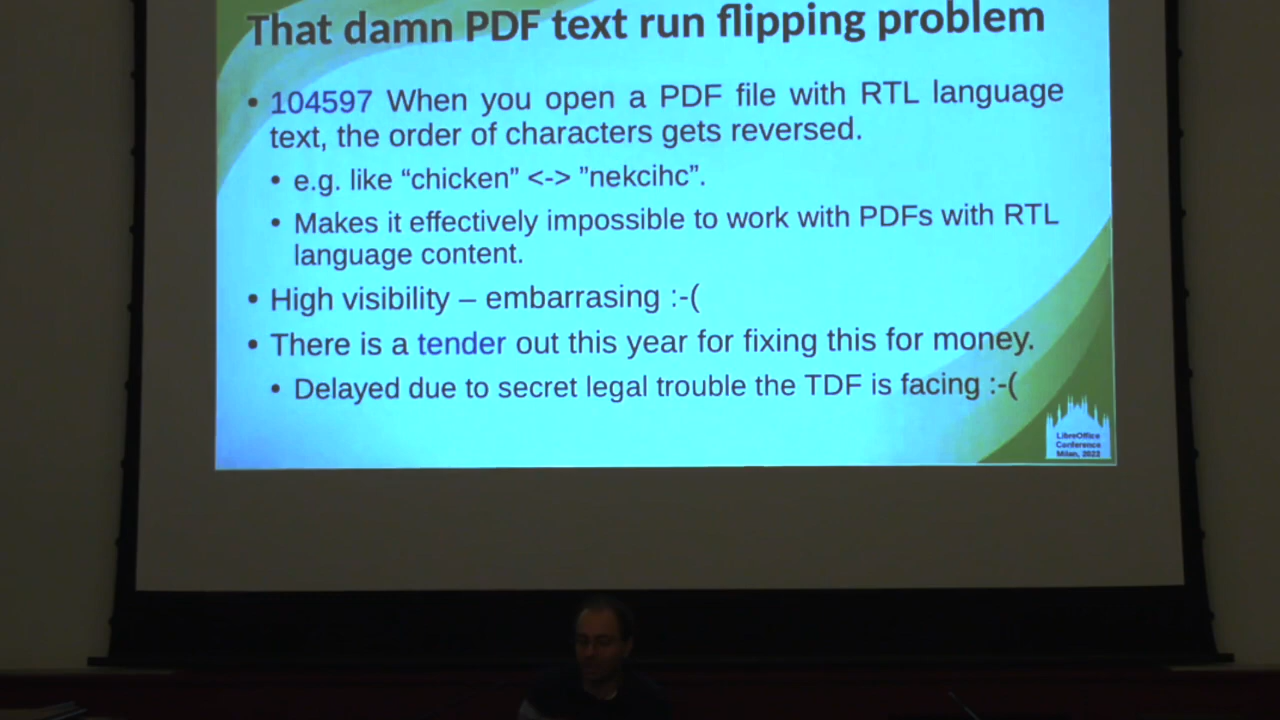 That damn PDF text run flipping problem
• 104597 When you open a PDF file with RTL language
text, the order of characters gets reversed.
• e.g. like “chicken” <-> ”nekcihc”.
• Makes it effectively impossible to work with PDFs with RTL
language content.
• High visibility – embarrasing :-(
• There is a tender out this year for fixing this for money.
• Delayed due to secret legal trouble the TDF is facing :-(
LibreOffice
Conference
Milan, 2022